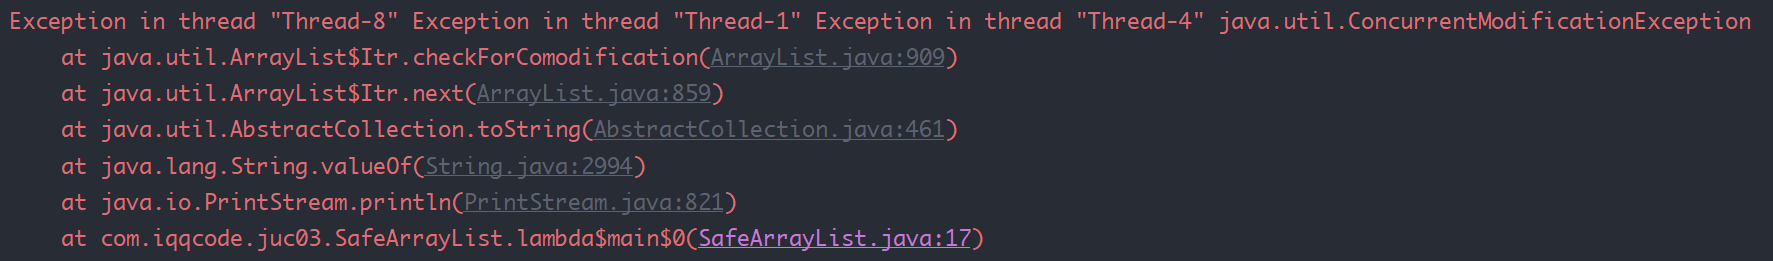 Exception in thread "Thread-8" Exception in thread "Thread-1" Exception in thread "Thread-4" java.util.ConcurrentModificationException
    at java.util.ArrayList$Itr.checkForComodification(ArrayList.java:909)
    at java.util.ArrayList$Itr.next(ArrayList.java:859)
    at java.util.AbstractCollection.toString(AbstractCollection.java:461)
    at java.lang.String.valueOf(String.java:2994)
    at java.io.PrintStream.println(PrintStream.java:821)
    at com.iqqcode.juc03.SafeArrayList.lambda$main$0(SafeArrayList.java:17)